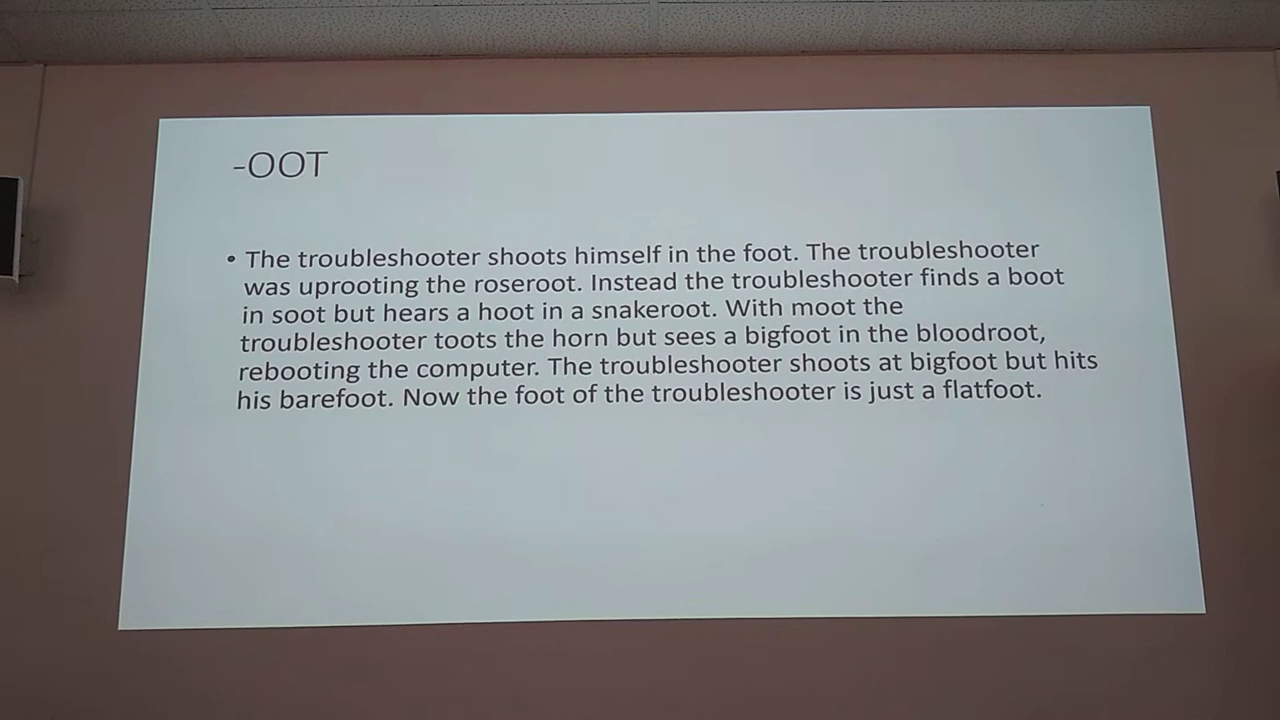 -OOT
• The troubleshooter shoots himself in the foot. The troubleshooter
was uprooting the roseroot. Instead the troubleshooter finds a boot
in soot but hears a hoot in a snakeroot. With moot the
troubleshooter toots the horn but sees a bigfoot in the bloodroot,
rebooting the computer. The troubleshooter shoots at bigfoot but hits
his barefoot. Now the foot of the troubleshooter is just a flatfoot.